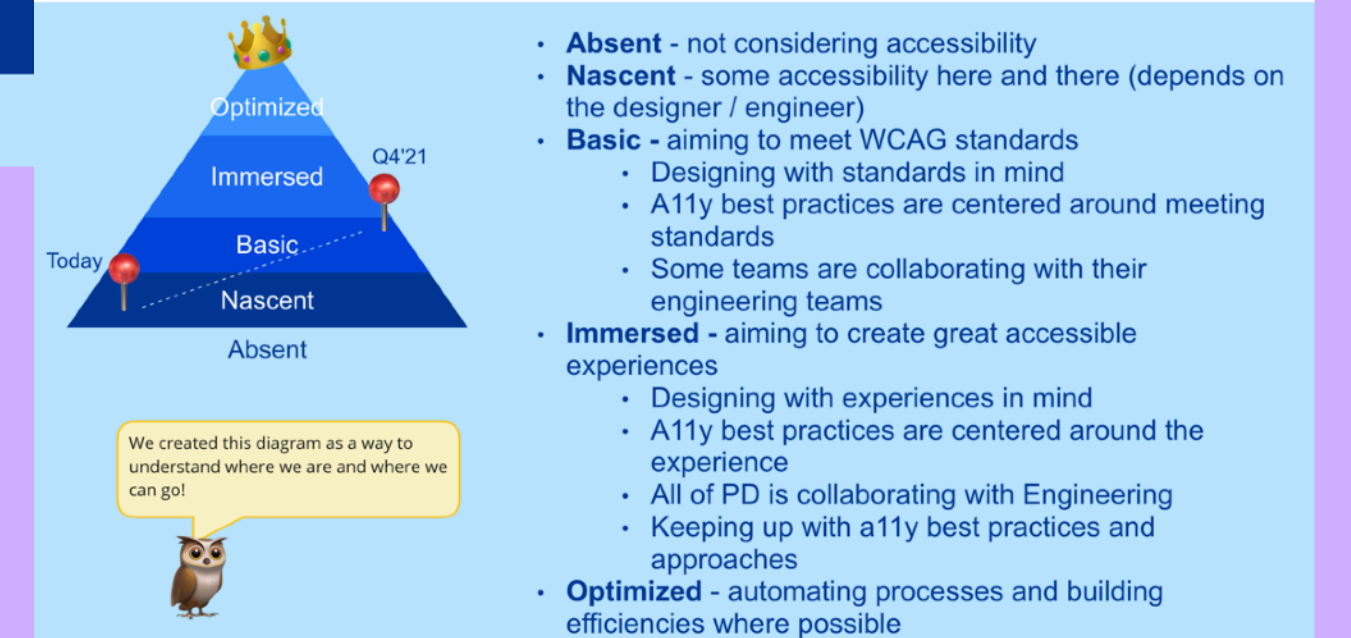 Optimized
Immersed
Q4'21
Basic
Today
Nascent
Absent
We created this diagram as a way to
understand where we are and where we
can go!
• Absent - not considering accessibility
• Nascent - some accessibility here and there (depends on
the designer / engineer)
• Basic - aiming to meet WCAG standards
• Designing with standards in mind
• A11y best practices are centered around meeting
standards
• Some teams are collaborating with their
engineering teams
• Immersed - aiming to create great accessible
experiences
• Designing with experiences in mind
• A11y best practices are centered around the
experience
• All of PD is collaborating with Engineering
• Keeping up with a11y best practices and
approaches
• Optimized - automating processes and building
efficiencies where possible